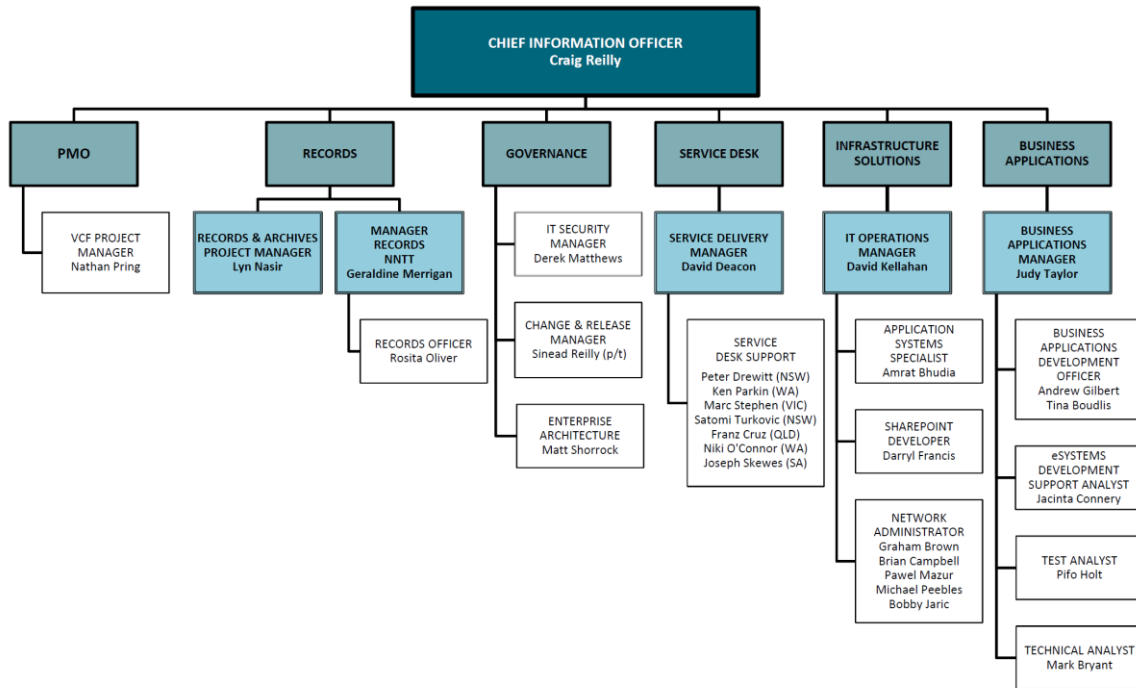 CHIEF INFORMATION OFFICER
Craig Reilly
PMO
RECORDS
GOVERNANCE
SERVICE DESK
INFRASTRUCTURE
SOLUTIONS
BUSINESS
APPLICATIONS
VCF PROJECT
MANAGER
Nathan Pring
RECORDS & ARCHIVES
PROJECT MANAGER
Lyn Nasir
MANAGER
RECORDS
NNTT
Geraldine Merrigan
RECORDS OFFICER
Rosita Oliver
IT SECURITY
MANAGER
Derek Matthews
CHANGE & RELEASE
MANAGER
Sinead Reilly (p/t)
ENTERPRISE
ARCHITECTURE
Matt Shorrock
SERVICE DELIVERY
MANAGER
David Deacon
SERVICE
DESK SUPPORT
Peter Drewitt (NSW)
Ken Parkin (WA)
Marc Stephen (VIC)
Satomi Turkovic (NSW)
Franz Cruz (QLD)
Niki O'Connor (WA)
Joseph Skewes (SA)
IT OPERATIONS
MANAGER
David Kellahan
APPLICATION
SYSTEMS
SPECIALIST
Amrat Bhudia
SHAREPOINT
DEVELOPER
Darryl Francis
NETWORK
ADMINISTRATOR
Graham Brown
Brian Campbell
Pawel Mazur
Michael Peebles
Bobby Jaric
BUSINESS
APPLICATIONS
MANAGER
Judy Taylor
BUSINESS
APPLICATIONS
DEVELOPMENT
OFFICER
Andrew Gilbert
Tina Boudlis
eSYSTEMS
DEVELOPMENT
SUPPORT ANALYST
Jacinta Connery
TEST ANALYST
Pifo Holt
TECHNICAL ANALYST
Mark Bryant